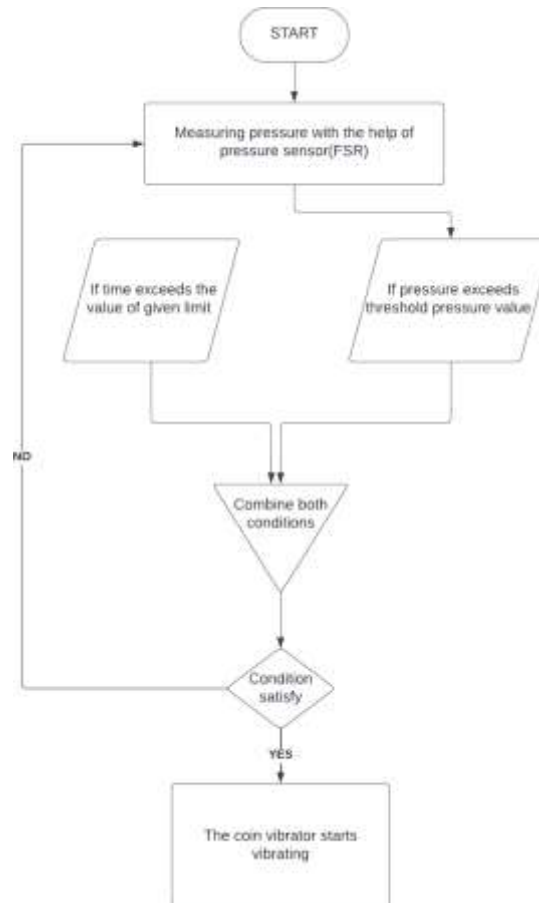 START
Measuring pressure with the help of
pressure sensor(FSR)
If time exceeds the
value of given limit
If pressure exceeds
threshold pressure value
NO
Combine both
conditions
Condition
satisfy
YES
The coin vibrator starts
vibrating